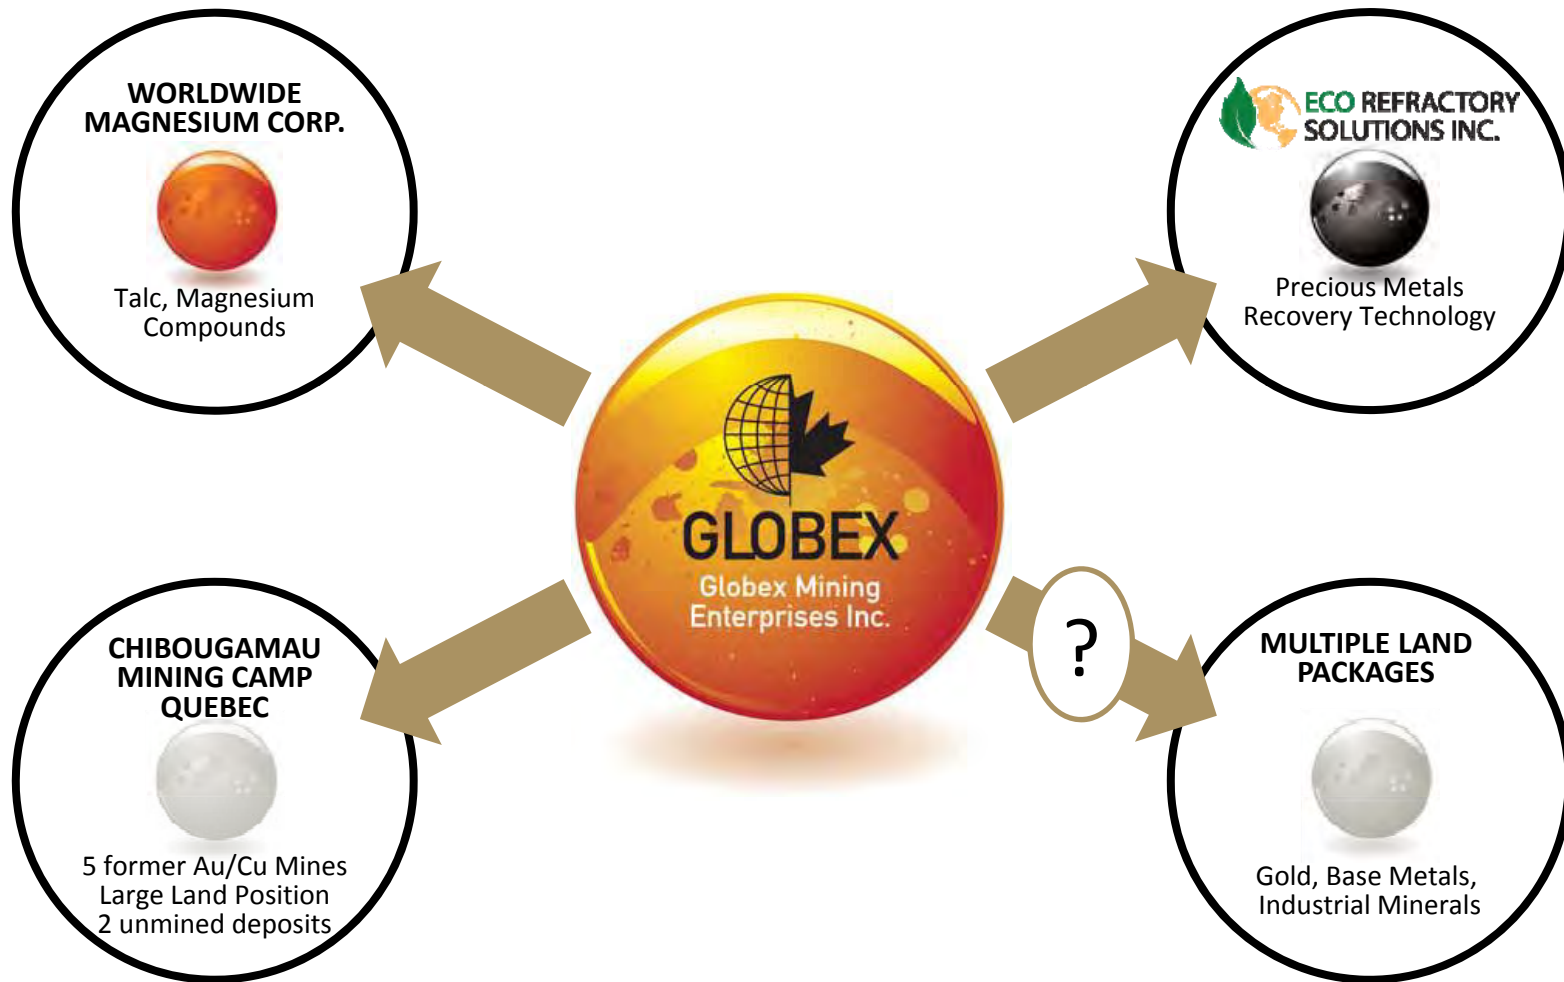 WORLDWIDE
MAGNESIUM CORP.
Talc, Magnesium
Compounds
ECO REFRACTORY
SOLUTIONS INC.
Precious Metals
Recovery Technology
GLOBEX
Globex Mining
Enterprises Inc.
CHIBOUGAMAU
MINING CAMP
QUEBEC
5 former Au/Cu Mines
Large Land Position
2 unmined deposits
?
MULTIPLE LAND
PACKAGES
Gold, Base Metals,
Industrial Minerals